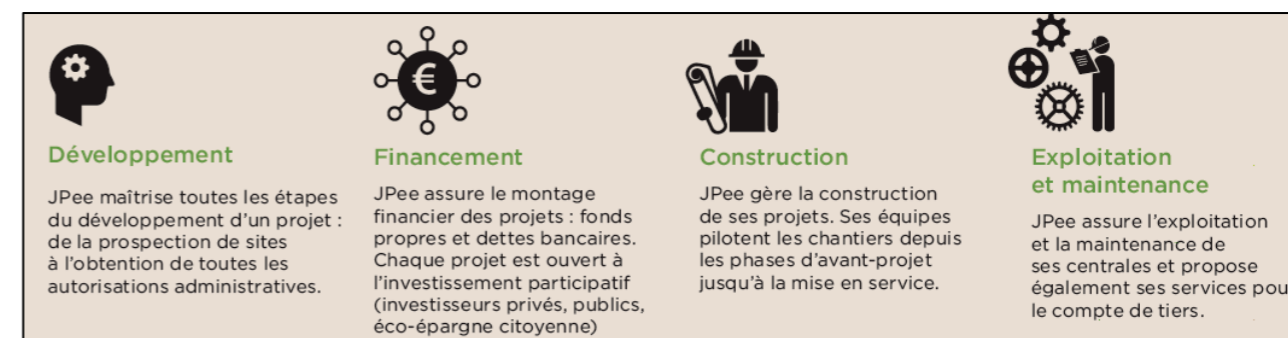 Développement
JPee maîtrise toutes les étapes
du développement d'un projet :
de la prospection de sites
à l'obtention de toutes les
autorisations administratives.
€
Financement
JPee assure le montage
financier des projets : fonds
propres et dettes bancaires.
Chaque projet est ouvert à
l'investissement participatif
(investisseurs privés, publics,
éco-épargne citoyenne)
Construction
JPee gère la construction
de ses projets. Ses équipes
pilotent les chantiers depuis
les phases d'avant-projet
jusqu'à la mise en service.
Exploitation
et maintenance
JPee assure l'exploitation
et la maintenance de
ses centrales et propose
également ses services pou
le compte de tiers.